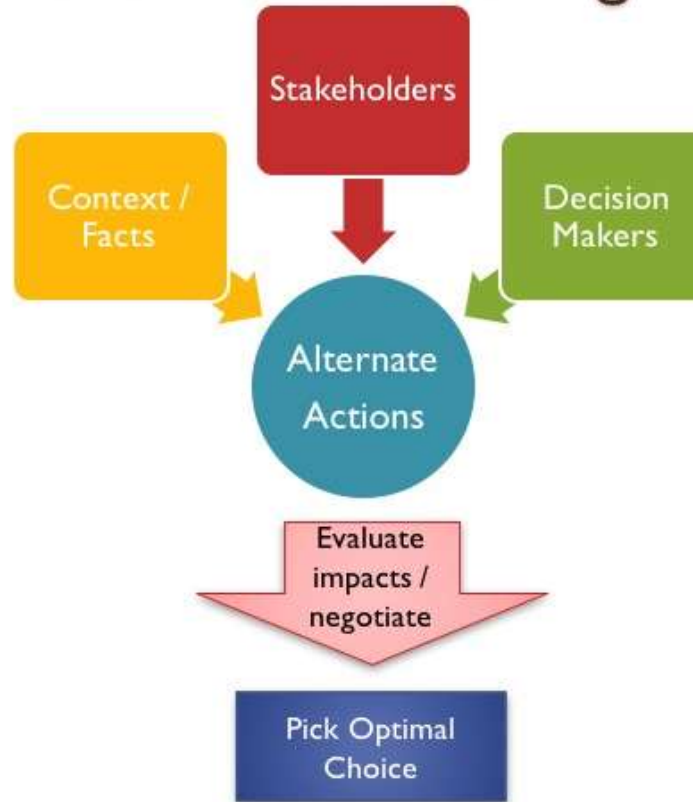 Stakeholders
Context /
Facts
Decision
Makers
Alternate
Actions
Evaluate
impacts /
negotiate
Pick Optimal
Choice